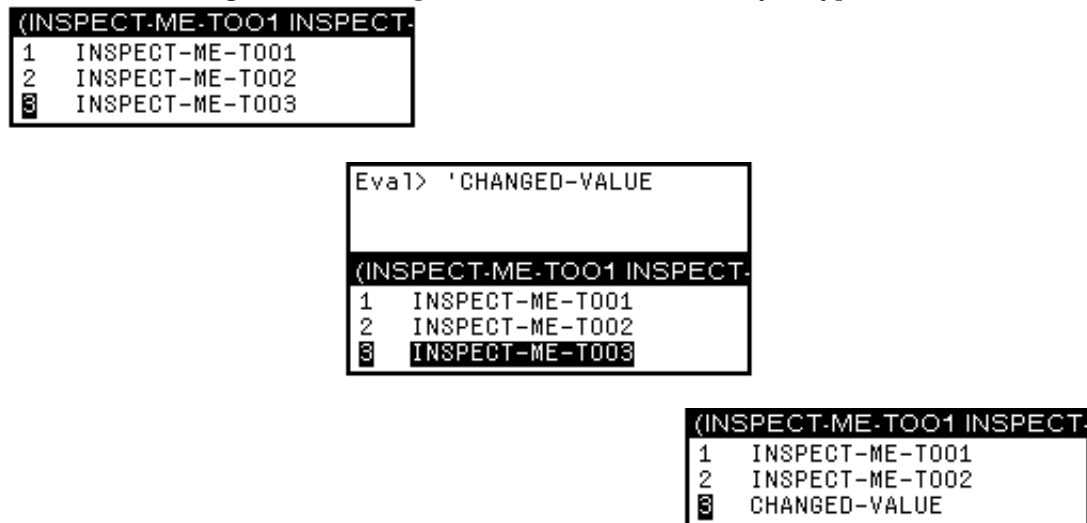 (INSPECT-ME-TOO1 INSPECT-
1 INSPECT-ME-TOO1
2 INSPECT-ME-TOO2
3 INSPECT-ME-TOO3
Eval> 'CHANGED-VALUE
(INSPECT-ME-TOO1 INSPECT-
1 INSPECT-ME-TOO1
2 INSPECT-ME-TOO2
3 INSPECT-ME-TOO3
(INSPECT-ME-TOO1 INSPECT-
1 INSPECT-ME-TOO1
2 INSPECT-ME-TOO2
3 CHANGED-VALUE